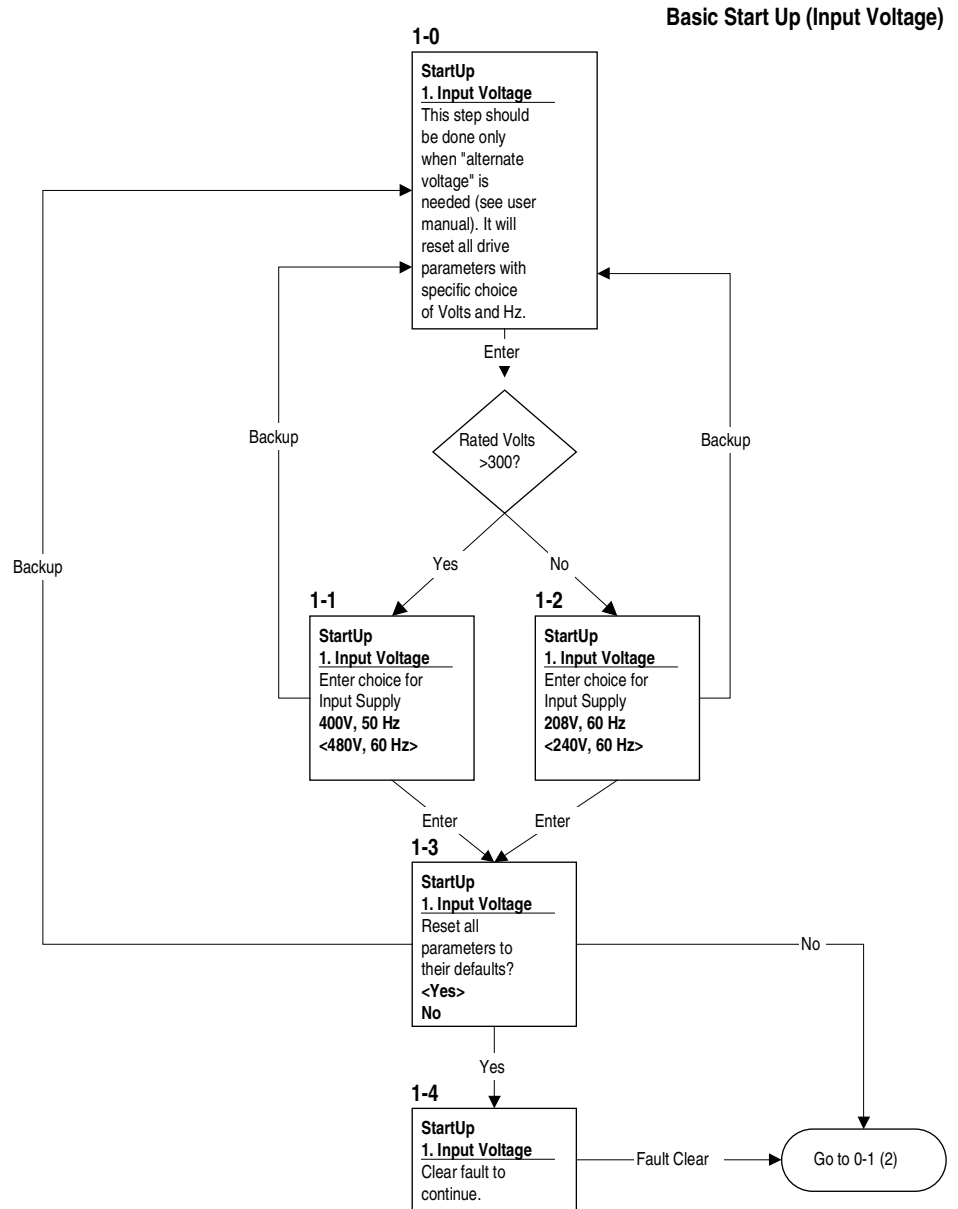 Basic Start Up (Input Voltage)
1-0
StartUp
1. Input Voltage
This step should
be done only
when "alternate
voltage" is
needed (see user
manual). It will
reset all drive
parameters with
specific choice
of Volts and Hz.
Enter
Rated Volts
>300?
Backup
Backup
Backup
Yes
No
1-1
StartUp
1. Input Voltage
Enter choice for
Input Supply
400V, 50 Hz
<480V, 60 Hz>
1-2
StartUp
1. Input Voltage
Enter choice for
Input Supply
208V, 60 Hz
<240V, 60 Hz>
Enter
Enter
1-3
StartUp
1. Input Voltage
Reset all
parameters to
their defaults?
<Yes>
No
No
Yes
1-4
StartUp
1. Input Voltage
Clear fault to
continue.
Fault Clear
Go to 0-1 (2)